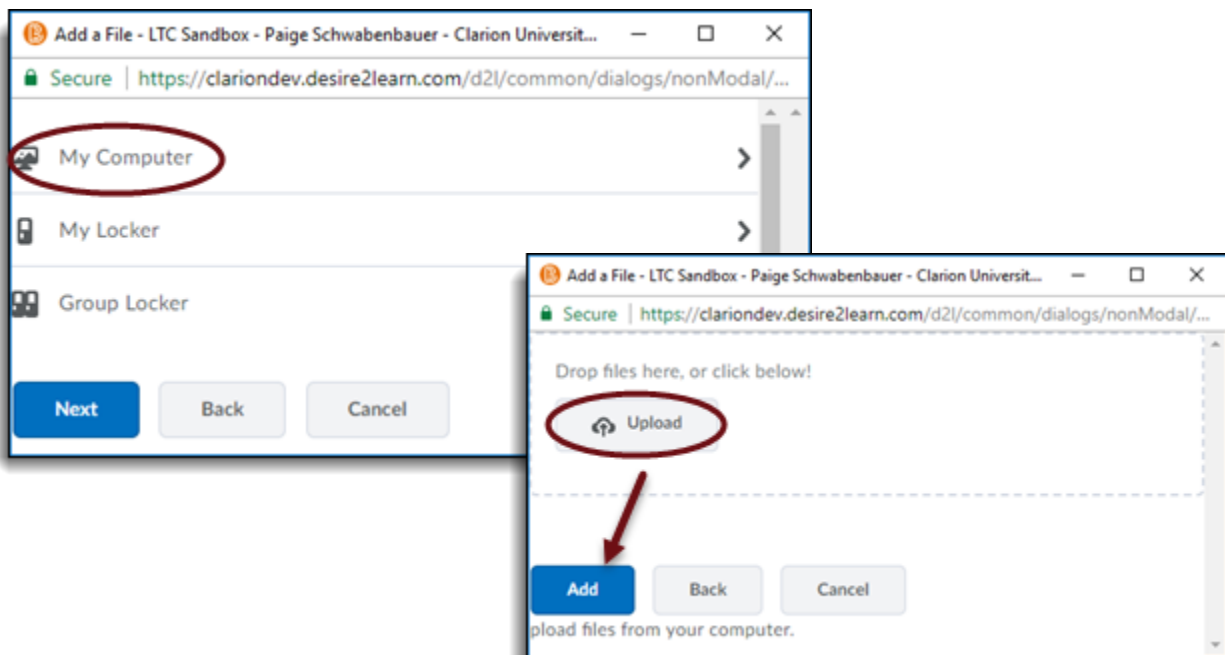 Add a File - LTC Sandbox - Paige Schwabenbauer - Clarion Universit...
Secure | https://clariondev.desire2learn.com/d2l/common/dialogs/nonModal/...
My Computer
My Locker
Group Locker
Next Back Cancel
Add a File - LTC Sandbox - Paige Schwabenbauer - Clarion Universit...
Secure | https://clariondev.desire2learn.com/d2l/common/dialogs/nonModal/...
Drop files here, or click below!
Upload
Add Back Cancel
pload files from your computer.